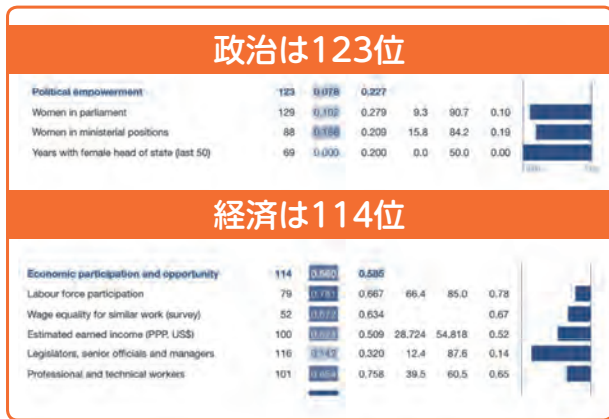 政治は123位
Political empowerment 123 0.078 0.227
Women in parliament 129 0.102 0.279 9.3 90.7 0.10
Women in ministerial positions 88 0.188 0.209 15.8 84.2 0.19
Years with female head of state (last 50) 69 0.000 0.200 0.0 50.0 0.00
経済は114位
Economic participation and opportunity 114 0.580 0.585
Labour force participation 79 0.781 0.667 66.4 85.0 0.78
Wage equality for similar work (survey) 52 0.634 0.67
Estimated earned income (PPP, US$) 100 0.509 28,724 54,818 0.52
Legislators, senior officials and managers 116 0.142 0.320 12.4 87.6 0.14
Professional and technical workers 101 0.654 0.758 39.5 60.5 0.65